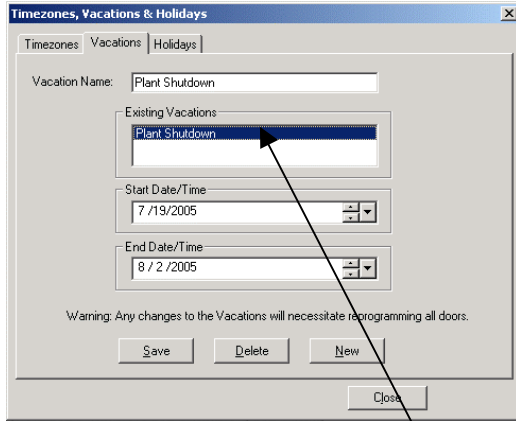 Timezones, Vacations & Holidays
Timezones Vacations Holidays
Vacation Name: Plant Shutdown
Existing Vacations
Plant Shutdown
Start Date/Time
7 /19/2005
End Date/Time
8 / 2 /2005
Warning: Any changes to the Vacations will necessitate reprogramming all doors.
Save Delete New
Close